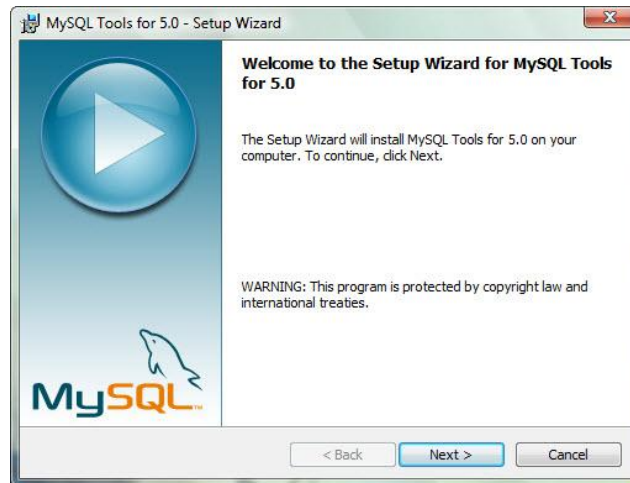 MySQL Tools for 5.0 - Setup Wizard
Welcome to the Setup Wizard for MySQL Tools
for 5.0
The Setup Wizard will install MySQL Tools for 5.0 on your
computer. To continue, click Next.
WARNING: This program is protected by copyright law and
international treaties.
MySQL™
< Back
Next >
Cancel